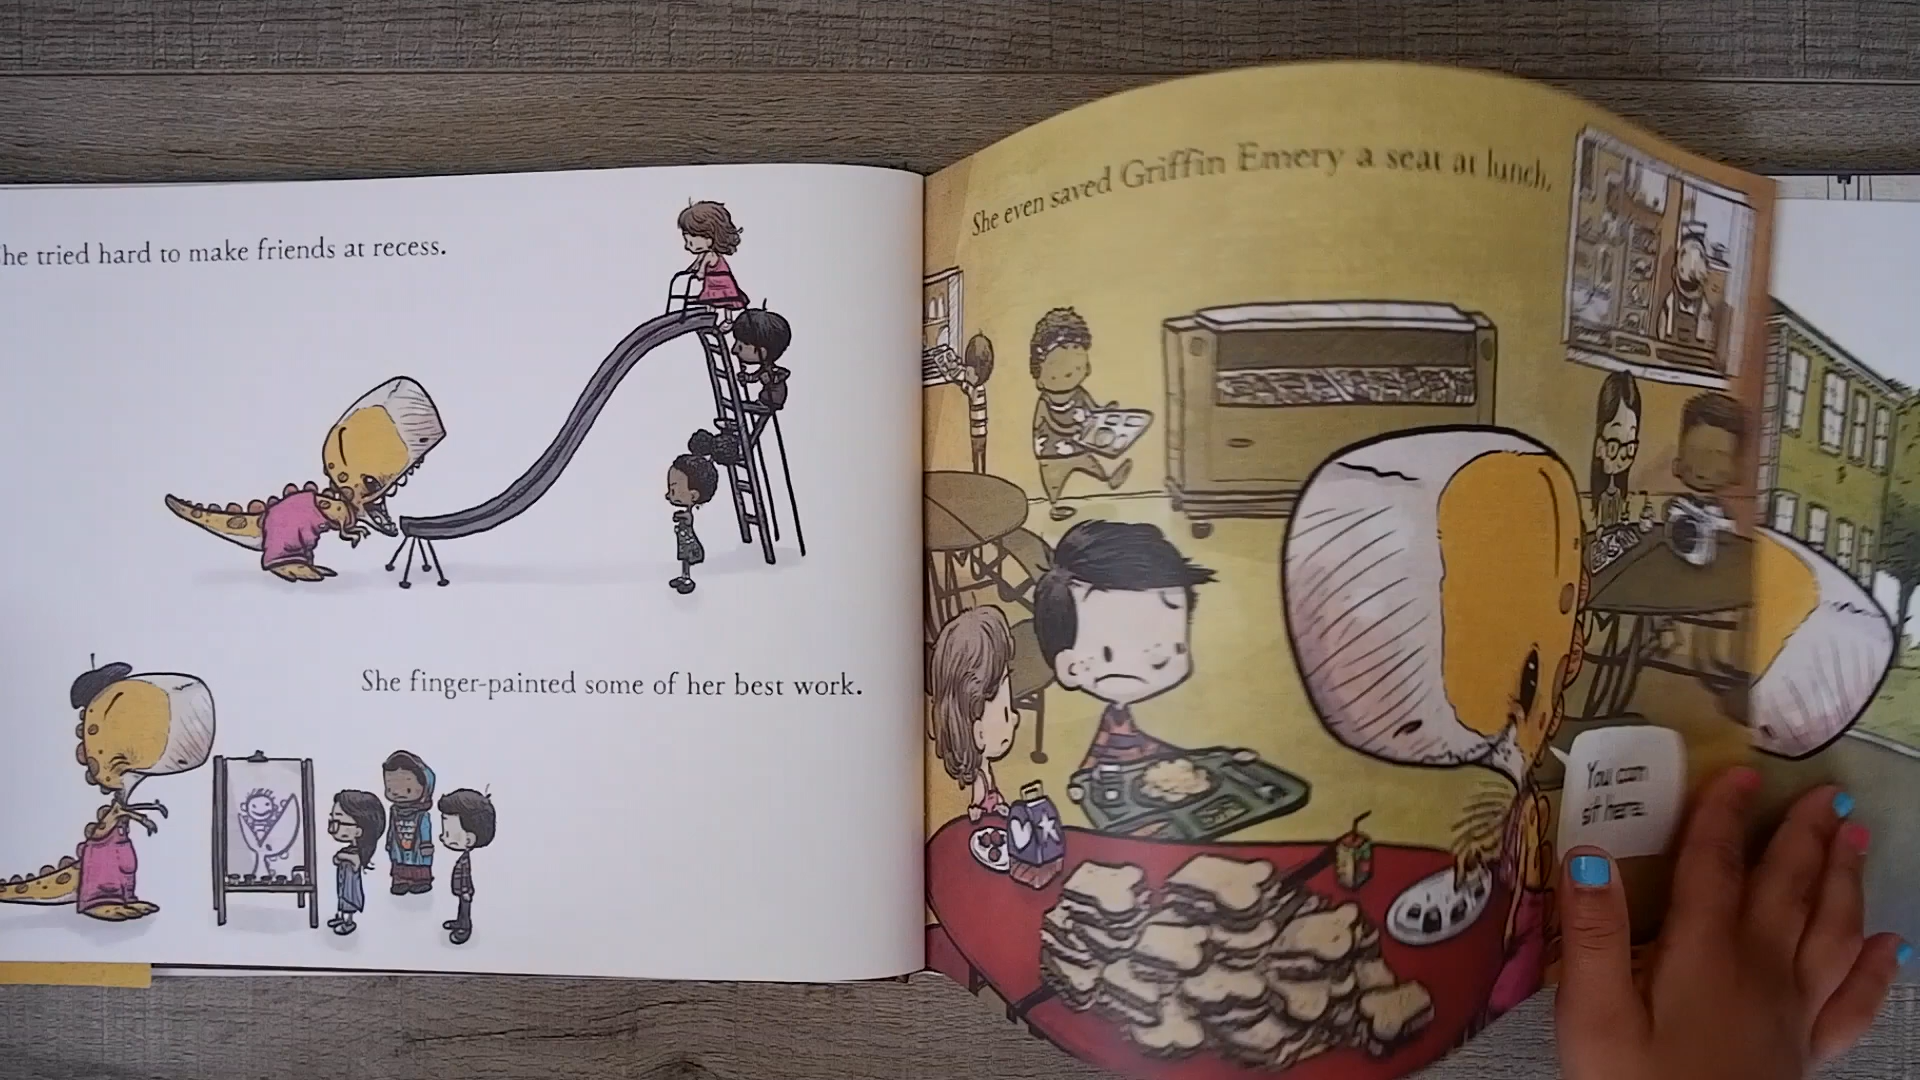 he tried hard to make friends at recess.
She finger-painted some of her best work.
She even saved Griffin Emery a seat at lunch.
You can
sit here.